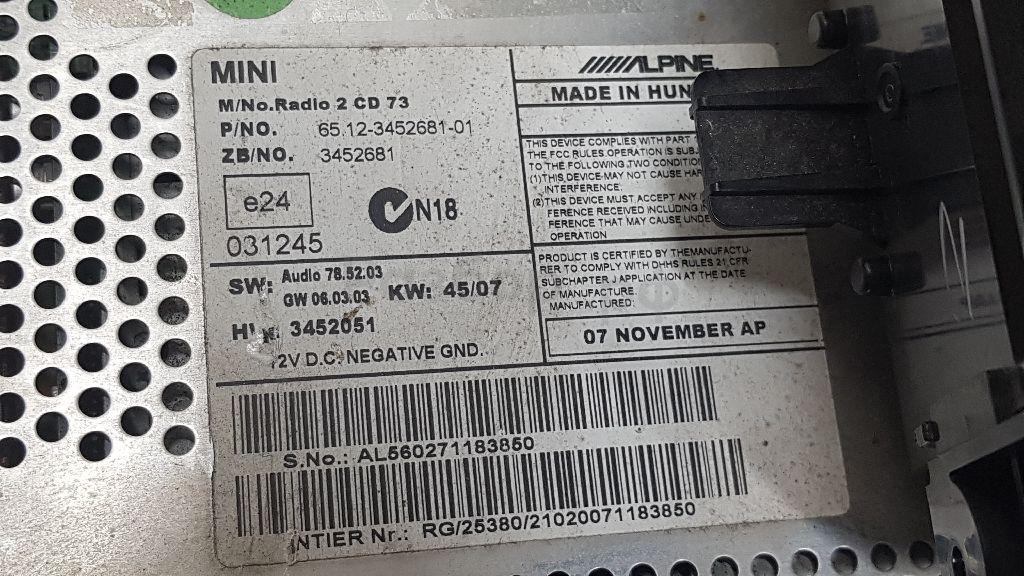 MINI
M/No.Radio 2 CD 73
P/NO. 65.12-3452681-01
ZB/NO. 3452681
e24
N18
031245
SW: Audio 78.52.03
GW 06.03.03 KW: 45/07
3452051
2V D.C. NEGATIVE GND.
ALPINE
MADE IN HUN
THIS DEVICE COMPLIES WITH PART
THE FCC RULES OPERATION IS SUBJ
TO THE FOLLOWING TWO CONDITION
(1)THIS DEVICE MAY NOT CAUSE HAR
INTERFERENCE.
(2)THIS DEVICE MUST ACCEPT ANY
FERENCE RECEIVED INCLUDING
FERENCE THAT MAY CAUSE UNDE
OPERATION
PRODUCT IS CERTIFIED BY THEMANUFACTU-
RER TO COMPLY WITH DHHS RULES 21.CFR
SUBCHAPTER J APPLICATION AT THE DATE
OF MANUFACTURE
MANUFACTURED:
07 NOVEMBER AP
S.No.: AL560271183850
NTIER Nr.: RG/25380/21020071183850